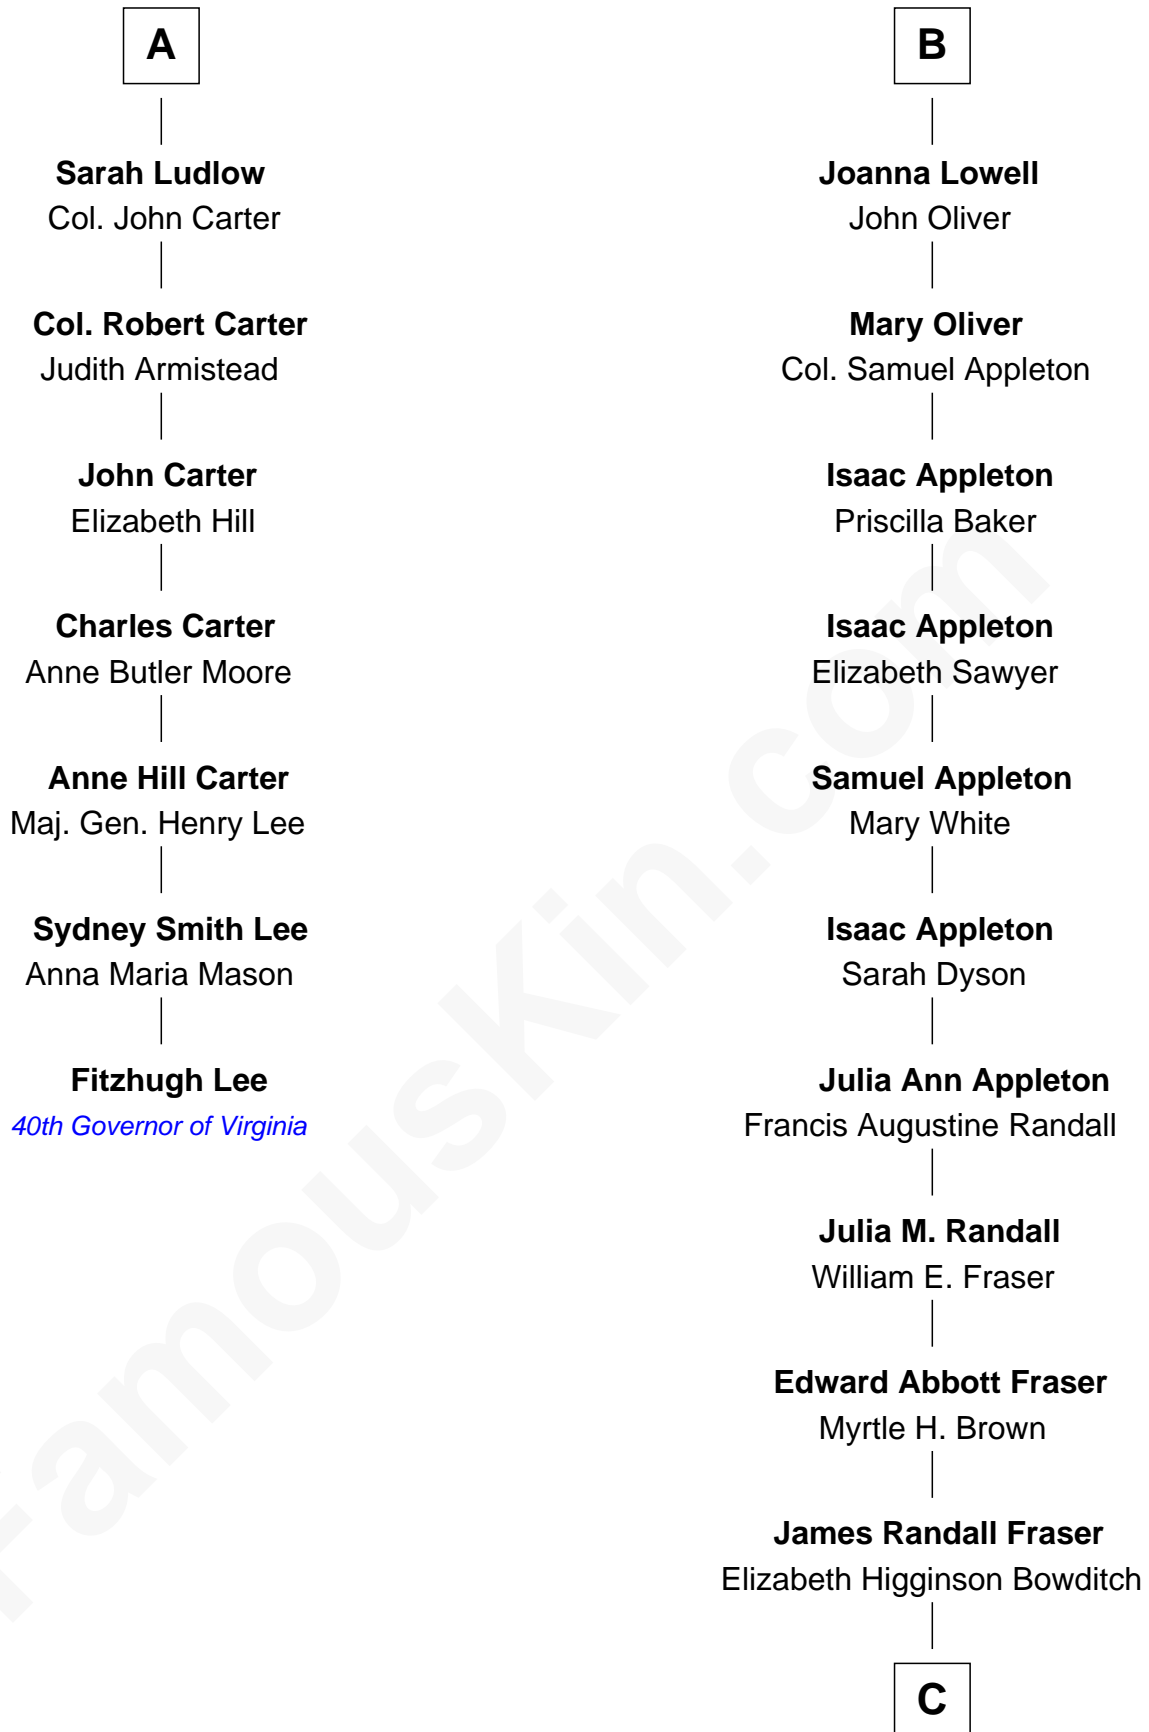 A
Sarah Ludlow
Col. John Carter
Col. Robert Carter
Judith Armistead
John Carter
Elizabeth Hill
Charles Carter
Anne Butler Moore
Anne Hill Carter
Maj. Gen. Henry Lee
Sydney Smith Lee
Anna Maria Mason
Fitzhugh Lee
40th Governor of Virginia
B
Joanna Lowell
John Oliver
Mary Oliver
Col. Samuel Appleton
Isaac Appleton
Priscilla Baker
Isaac Appleton
Elizabeth Sawyer
Samuel Appleton
Mary White
Isaac Appleton
Sarah Dyson
Julia Ann Appleton
Francis Augustine Randall
Julia M. Randall
William E. Fraser
Edward Abbott Fraser
Myrtle H. Brown
James Randall Fraser
Elizabeth Higginson Bowditch
C
FamousKin.com